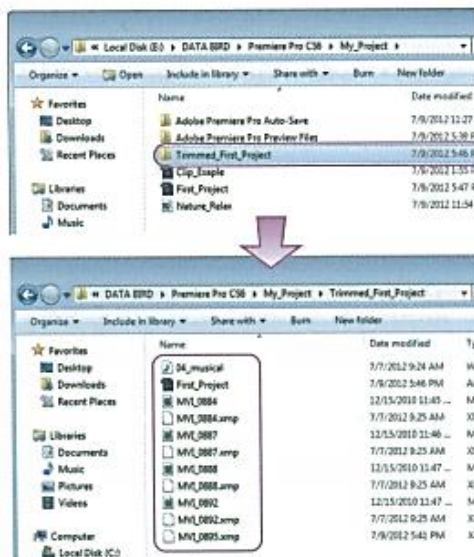 « Local Disk (E:) ▸ DATA BIRD ▸ Premiere Pro CS6 ▸ My_Project ▸
Organize ▾ Open Include in library ▾ Share with ▾ Burn New folder
Favorites
Desktop
Downloads
Recent Places
Libraries
Documents
Music
Name Date modified
Adobe Premiere Pro Auto-Save 7/9/2012 11:27
Adobe Premiere Pro Preview Files 7/9/2012 5:39 P
Trimmed_First_Project 7/9/2012 5:46 P
Clip_Exaple 7/9/2012 1:55 P
First_Project 7/9/2012 5:47 P
Nature_Relax 7/9/2012 11:54
« DATA BIRD ▸ Premiere Pro CS6 ▸ My_Project ▸ Trimmed_First_Project
Organize ▾ Include in library ▾ Share with ▾ Burn New folder
Favorites
Desktop
Downloads
Recent Places
Libraries
Documents
Music
Pictures
Videos
Computer
Local Disk (C:)
Name Date modified Ty
04_musical 7/7/2012 9:24 AM W
First_Project 7/9/2012 5:46 PM A
MVI_0884 12/15/2010 11:45 ... M
MVI_0884.xmp 7/7/2012 9:25 AM X
MVI_0887 12/15/2010 11:46 ... M
MVI_0887.xmp 7/7/2012 9:25 AM X
MVI_0888 12/15/2010 11:47 ... M
MVI_0888.xmp 7/7/2012 9:25 AM X
MVI_0892 12/15/2010 11:47 ... M
MVI_0892.xmp 7/7/2012 9:25 AM X
MVI_0895.xmp 7/9/2012 5:41 PM X